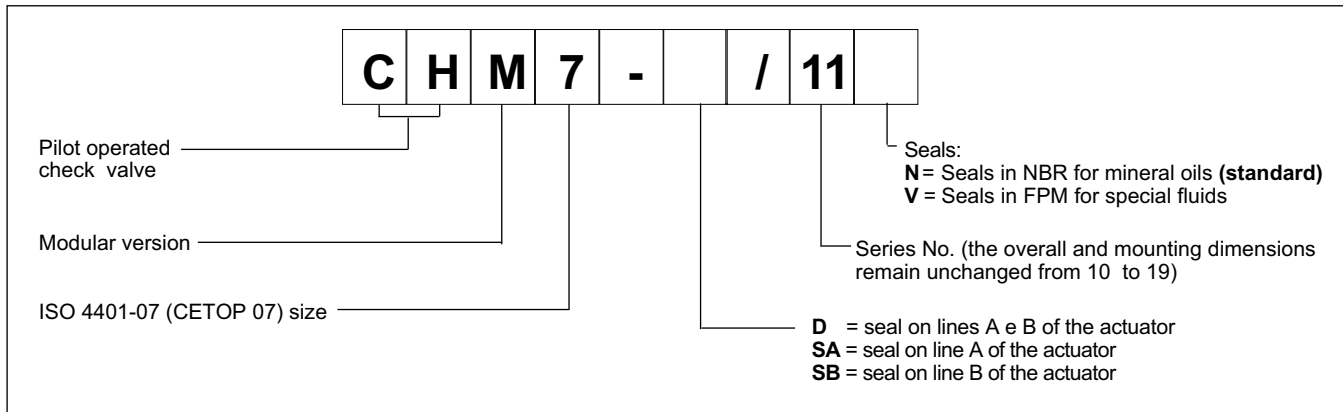 C H M 7 - / 11
Pilot operated
check valve
Modular version
ISO 4401-07 (CETOP 07) size
Seals:
N = Seals in NBR for mineral oils (standard)
V = Seals in FPM for special fluids
Series No. (the overall and mounting dimensions
remain unchanged from 10 to 19)
D = seal on lines A e B of the actuator
SA = seal on line A of the actuator
SB = seal on line B of the actuator